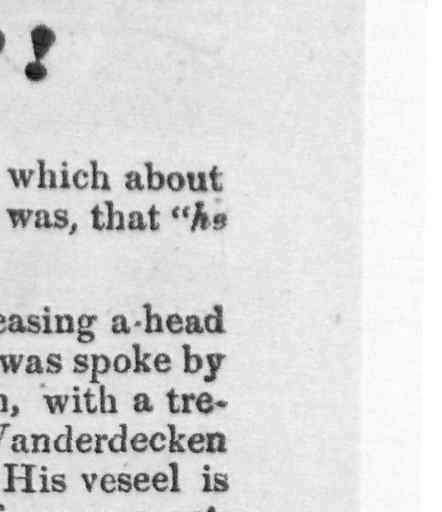 !
which about
was, that “he
easing a-head
was spoke by
, with a tre-
Vanderdecken
His veseel is